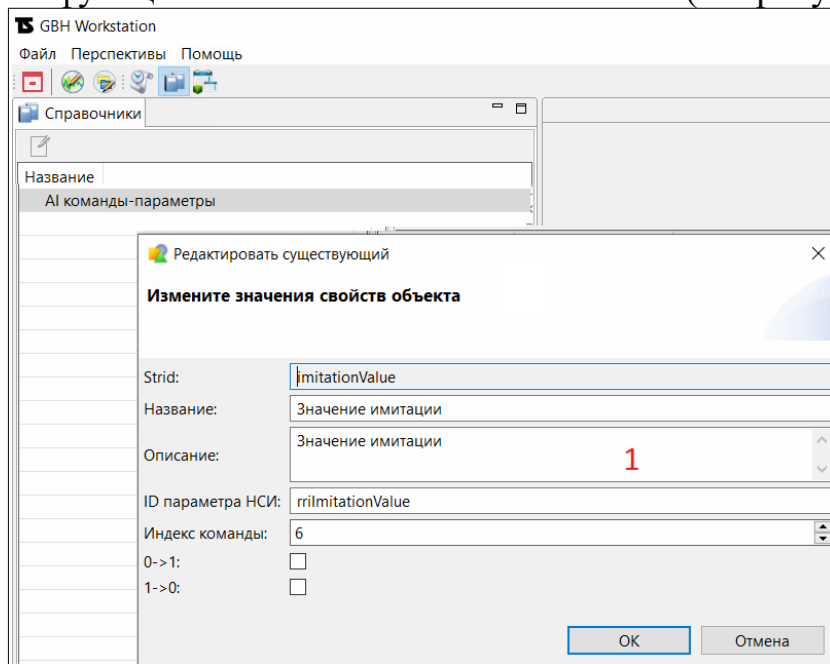 GBH Workstation
Файл Перспективы Помощь
Справочники
Название
AI команды-параметры
Редактировать существующий
Измените значения свойств объекта
Strid: imitationValue
Название: Значение имитации
Описание: Значение имитации
1
ID параметра НСИ: rriImitationValue
Индекс команды: 6
0->1:
1->0:
OK Отмена